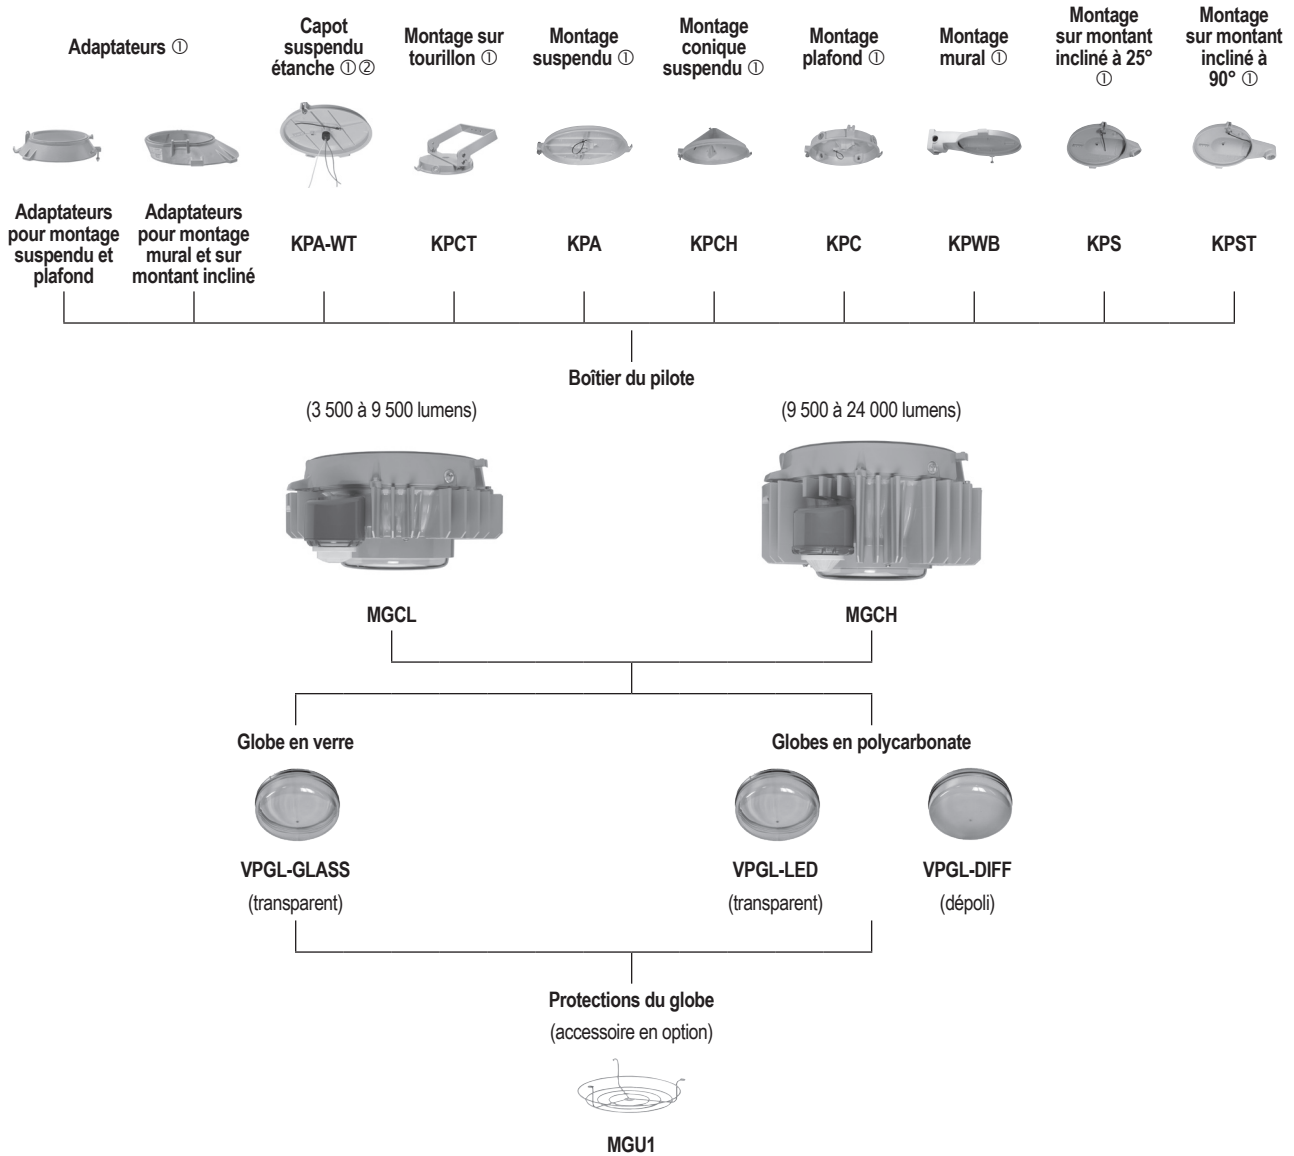 Adaptateurs ①
Capot
suspendu
étanche ①②
Montage sur
tourillon ①
Montage
suspendu ①
Montage
conique
suspendu ①
Montage
plafond ①
Montage
mural ①
Montage
sur montant
incliné à 25°
①
Montage
sur montant
incliné à
90° ①
Adaptateurs
pour montage
suspendu et
plafond
Adaptateurs
pour montage
mural et sur
montant incliné
KPA-WT
KPCT
KPA
KPCH
KPC
KPWB
KPS
KPST
Boîtier du pilote
(3 500 à 9 500 lumens)
(9 500 à 24 000 lumens)
MGCL
MGCH
Globe en verre
Globes en polycarbonate
VPGL-GLASS
(transparent)
VPGL-LED
(transparent)
VPGL-DIFF
(dépoli)
Protections du globe
(accessoire en option)
MGU1